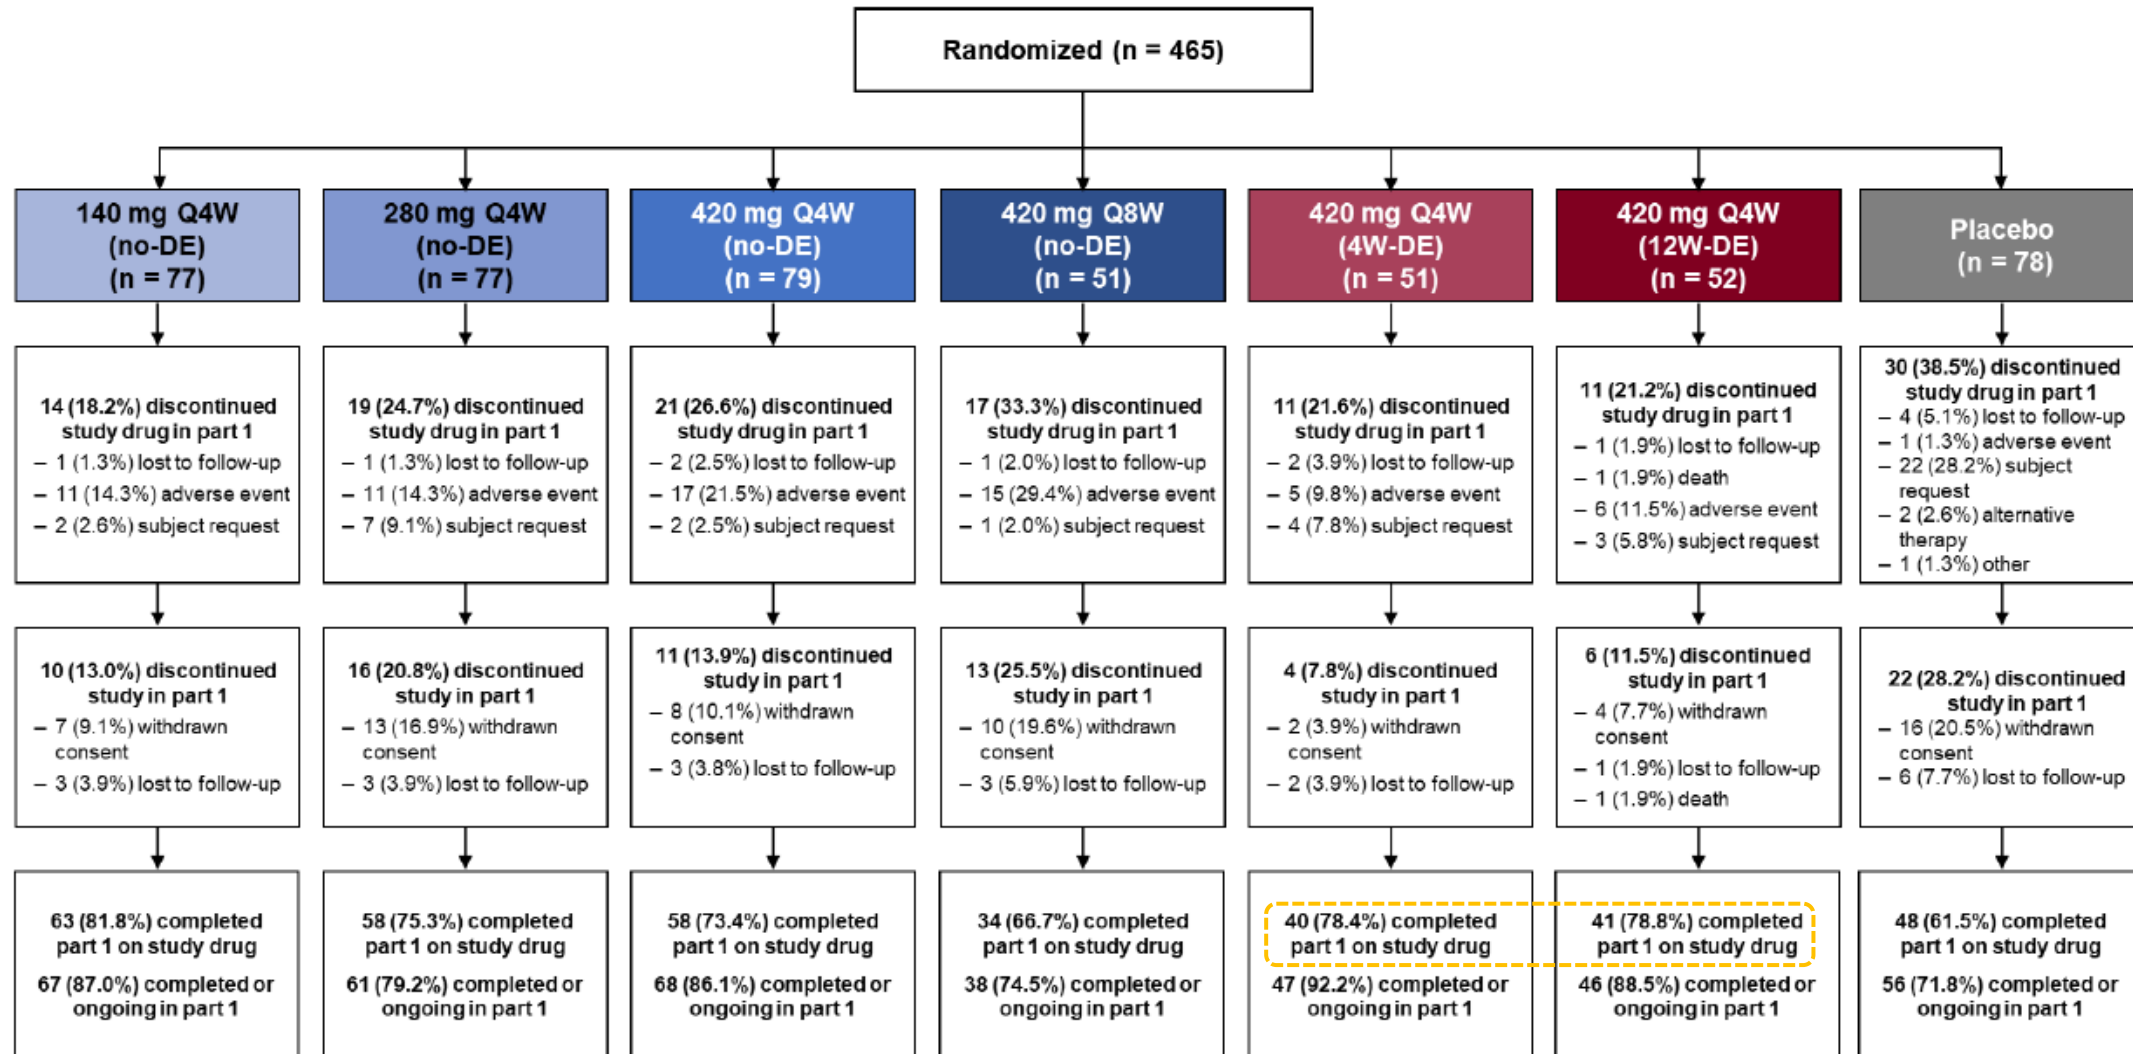 Randomized (n = 465)
140 mg Q4W
(no-DE)
(n = 77)
280 mg Q4W
(no-DE)
(n = 77)
420 mg Q4W
(no-DE)
(n = 79)
420 mg Q8W
(no-DE)
(n = 51)
420 mg Q4W
(4W-DE)
(n = 51)
420 mg Q4W
(12W-DE)
(n = 52)
Placebo
(n = 78)
14 (18.2%) discontinued
study drug in part 1
– 1 (1.3%) lost to follow-up
– 11 (14.3%) adverse event
– 2 (2.6%) subject request
19 (24.7%) discontinued
study drug in part 1
– 1 (1.3%) lost to follow-up
– 11 (14.3%) adverse event
– 7 (9.1%) subject request
21 (26.6%) discontinued
study drug in part 1
– 2 (2.5%) lost to follow-up
– 17 (21.5%) adverse event
– 2 (2.5%) subject request
17 (33.3%) discontinued
study drug in part 1
– 1 (2.0%) lost to follow-up
– 15 (29.4%) adverse event
– 1 (2.0%) subject request
11 (21.6%) discontinued
study drug in part 1
– 2 (3.9%) lost to follow-up
– 5 (9.8%) adverse event
– 4 (7.8%) subject request
11 (21.2%) discontinued
study drug in part 1
– 1 (1.9%) lost to follow-up
– 1 (1.9%) death
– 6 (11.5%) adverse event
– 3 (5.8%) subject request
30 (38.5%) discontinued
study drug in part 1
– 4 (5.1%) lost to follow-up
– 1 (1.3%) adverse event
– 22 (28.2%) subject
request
– 2 (2.6%) alternative
therapy
– 1 (1.3%) other
10 (13.0%) discontinued
study in part 1
– 7 (9.1%) withdrawn
consent
– 3 (3.9%) lost to follow-up
16 (20.8%) discontinued
study in part 1
– 13 (16.9%) withdrawn
consent
– 3 (3.9%) lost to follow-up
11 (13.9%) discontinued
study in part 1
– 8 (10.1%) withdrawn
consent
– 3 (3.8%) lost to follow-up
13 (25.5%) discontinued
study in part 1
– 10 (19.6%) withdrawn
consent
– 3 (5.9%) lost to follow-up
4 (7.8%) discontinued
study in part 1
– 2 (3.9%) withdrawn
consent
– 2 (3.9%) lost to follow-up
6 (11.5%) discontinued
study in part 1
– 4 (7.7%) withdrawn
consent
– 1 (1.9%) lost to follow-up
– 1 (1.9%) death
22 (28.2%) discontinued
study in part 1
– 16 (20.5%) withdrawn
consent
– 6 (7.7%) lost to follow-up
63 (81.8%) completed
part 1 on study drug
67 (87.0%) completed or
ongoing in part 1
58 (75.3%) completed
part 1 on study drug
61 (79.2%) completed or
ongoing in part 1
58 (73.4%) completed
part 1 on study drug
68 (86.1%) completed or
ongoing in part 1
34 (66.7%) completed
part 1 on study drug
38 (74.5%) completed or
ongoing in part 1
40 (78.4%) completed
part 1 on study drug
47 (92.2%) completed or
ongoing in part 1
41 (78.8%) completed
part 1 on study drug
46 (88.5%) completed or
ongoing in part 1
48 (61.5%) completed
part 1 on study drug
56 (71.8%) completed or
ongoing in part 1